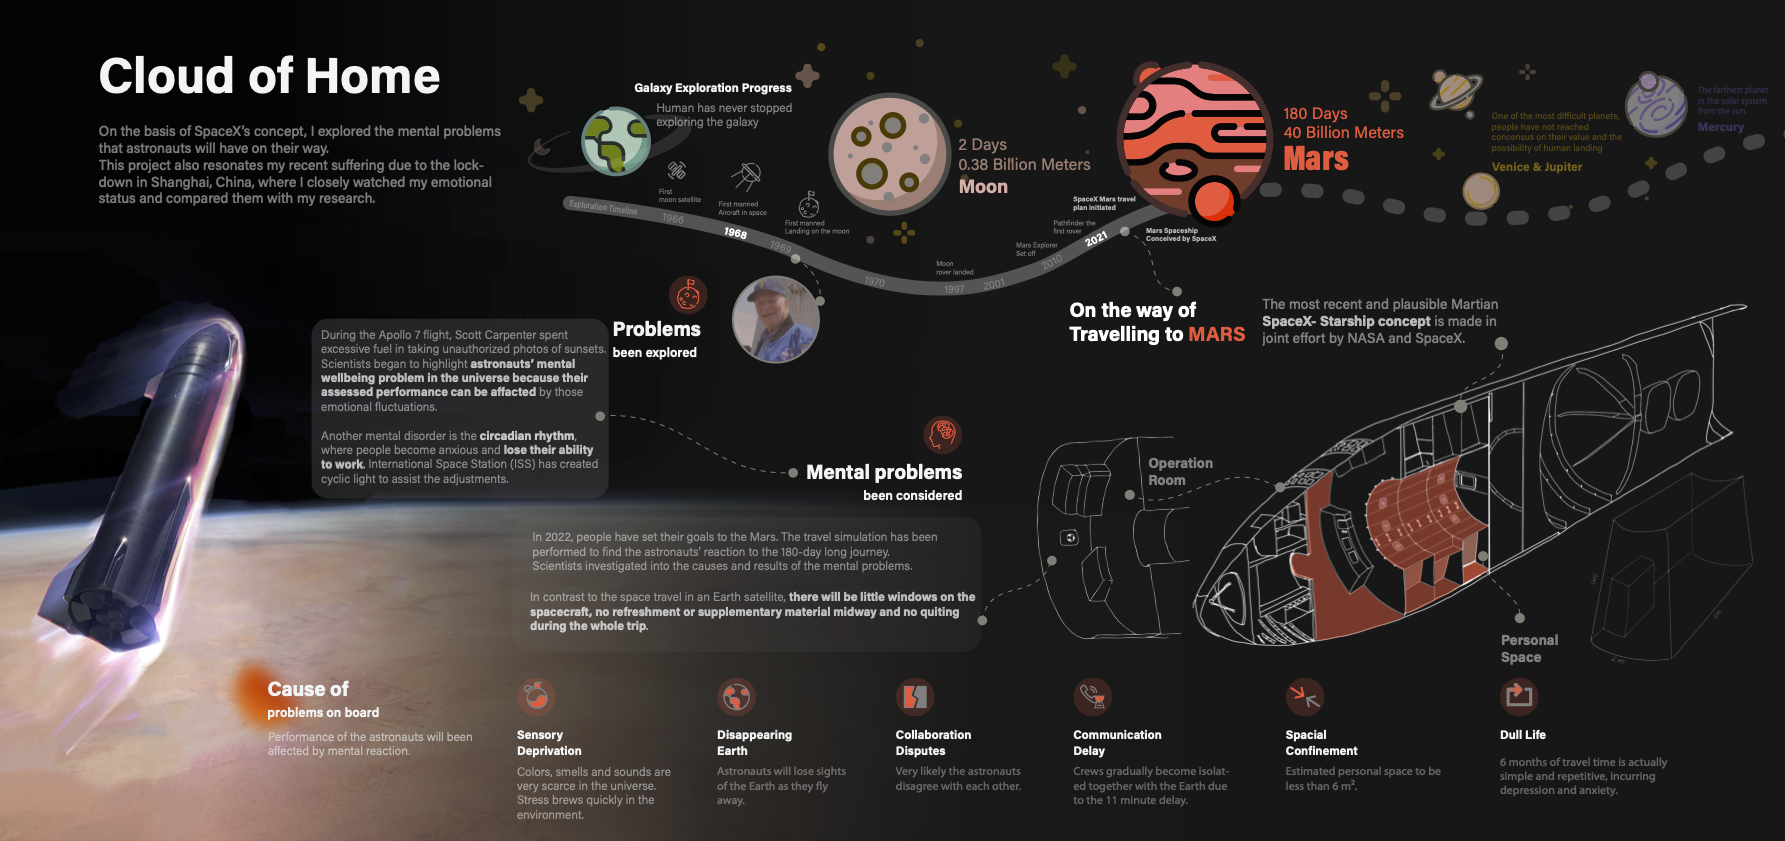 Cloud of Home
On the basis of SpaceX's concept, I explored the mental problems
that astronauts will have on their way.
This project also resonates my recent suffering due to the lock-
down in Shanghai, China, where I closely watched my emotional
status and compared them with my research.
Galaxy Exploration Progress
Human has never stopped
exploring the galaxy
Exploration Timeline
1966
1968
1969
1970
1997
2001
2010
2021
First
moon satellite
First manned
Aircraft in space
First manned
Landing on the moon
Moon
rover landed
Mars Explorer
Set off
Pathfinder the
first rover
SpaceX Mars travel
plan initiated
Mars Spaceship
Conceived by SpaceX
2 Days
0.38 Billion Meters
Moon
180 Days
40 Billion Meters
Mars
One of the most difficult planets,
people have not reached
concensus on their value and the
possibility of human landing
Venice & Jupiter
The farthest planet
in the solar system
from the sun.
Mercury
Problems
been explored
During the Apollo 7 flight, Scott Carpenter spent
excessive fuel in taking unauthorized photos of sunsets.
Scientists began to highlight astronauts' mental
wellbeing problem in the universe because their
assessed performance can be affacted by those
emotional fluctuations.
Another mental disorder is the circadian rhythm,
where people become anxious and lose their ability
to work. International Space Station (ISS) has created
cyclic light to assist the adjustments.
Mental problems
been considered
In 2022, people have set their goals to the Mars. The travel simulation has been
performed to find the astronauts' reaction to the 180-day long journey.
Scientists investigated into the causes and results of the mental problems.
In contrast to the space travel in an Earth satellite, there will be little windows on the
spacecraft, no refreshment or supplementary material midway and no quiting
during the whole trip.
On the way of
Travelling to MARS
The most recent and plausible Martian
SpaceX- Starship concept is made in
joint effort by NASA and SpaceX.
Operation
Room
Personal
Space
Cause of
problems on board
Performance of the astronauts will been
affected by mental reaction.
Sensory
Deprivation
Colors, smells and sounds are
very scarce in the universe.
Stress brews quickly in the
environment.
Disappearing
Earth
Astronauts will lose sights
of the Earth as they fly
away.
Collaboration
Disputes
Very likely the astronauts
disagree with each other.
Communication
Delay
Crews gradually become isolat-
ed together with the Earth due
to the 11 minute delay.
Spacial
Confinement
Estimated personal space to be
less than 6 m².
Dull Life
6 months of travel time is actually
simple and repetitive, incurring
depression and anxiety.